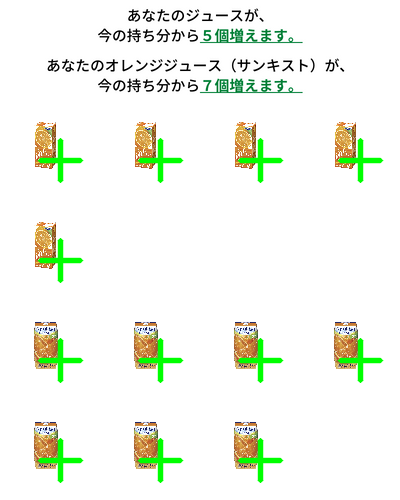 あなたのジュースが、
今の持ち分から５個増えます。
あなたのオレンジジュース（サンキスト）が、
今の持ち分から７個増えます。